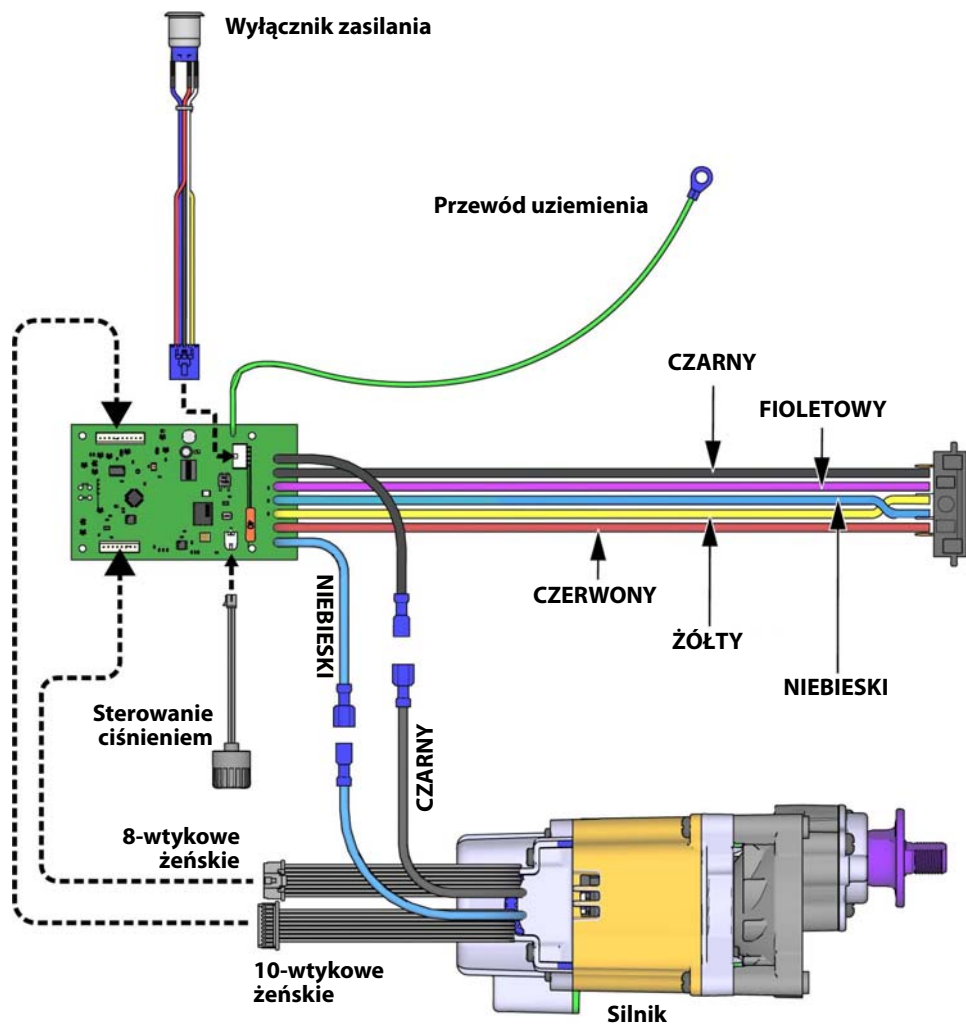 Wyłącznik zasilania
Przewód uziemienia
CZARNY
FIOLETOWY
CZERWONY
ŻÓŁTY
NIEBIESKI
NIEBIESKI
CZARNY
Sterowanie
ciśnieniem
8-wtykowe
żeńskie
10-wtykowe
żeńskie
Silnik